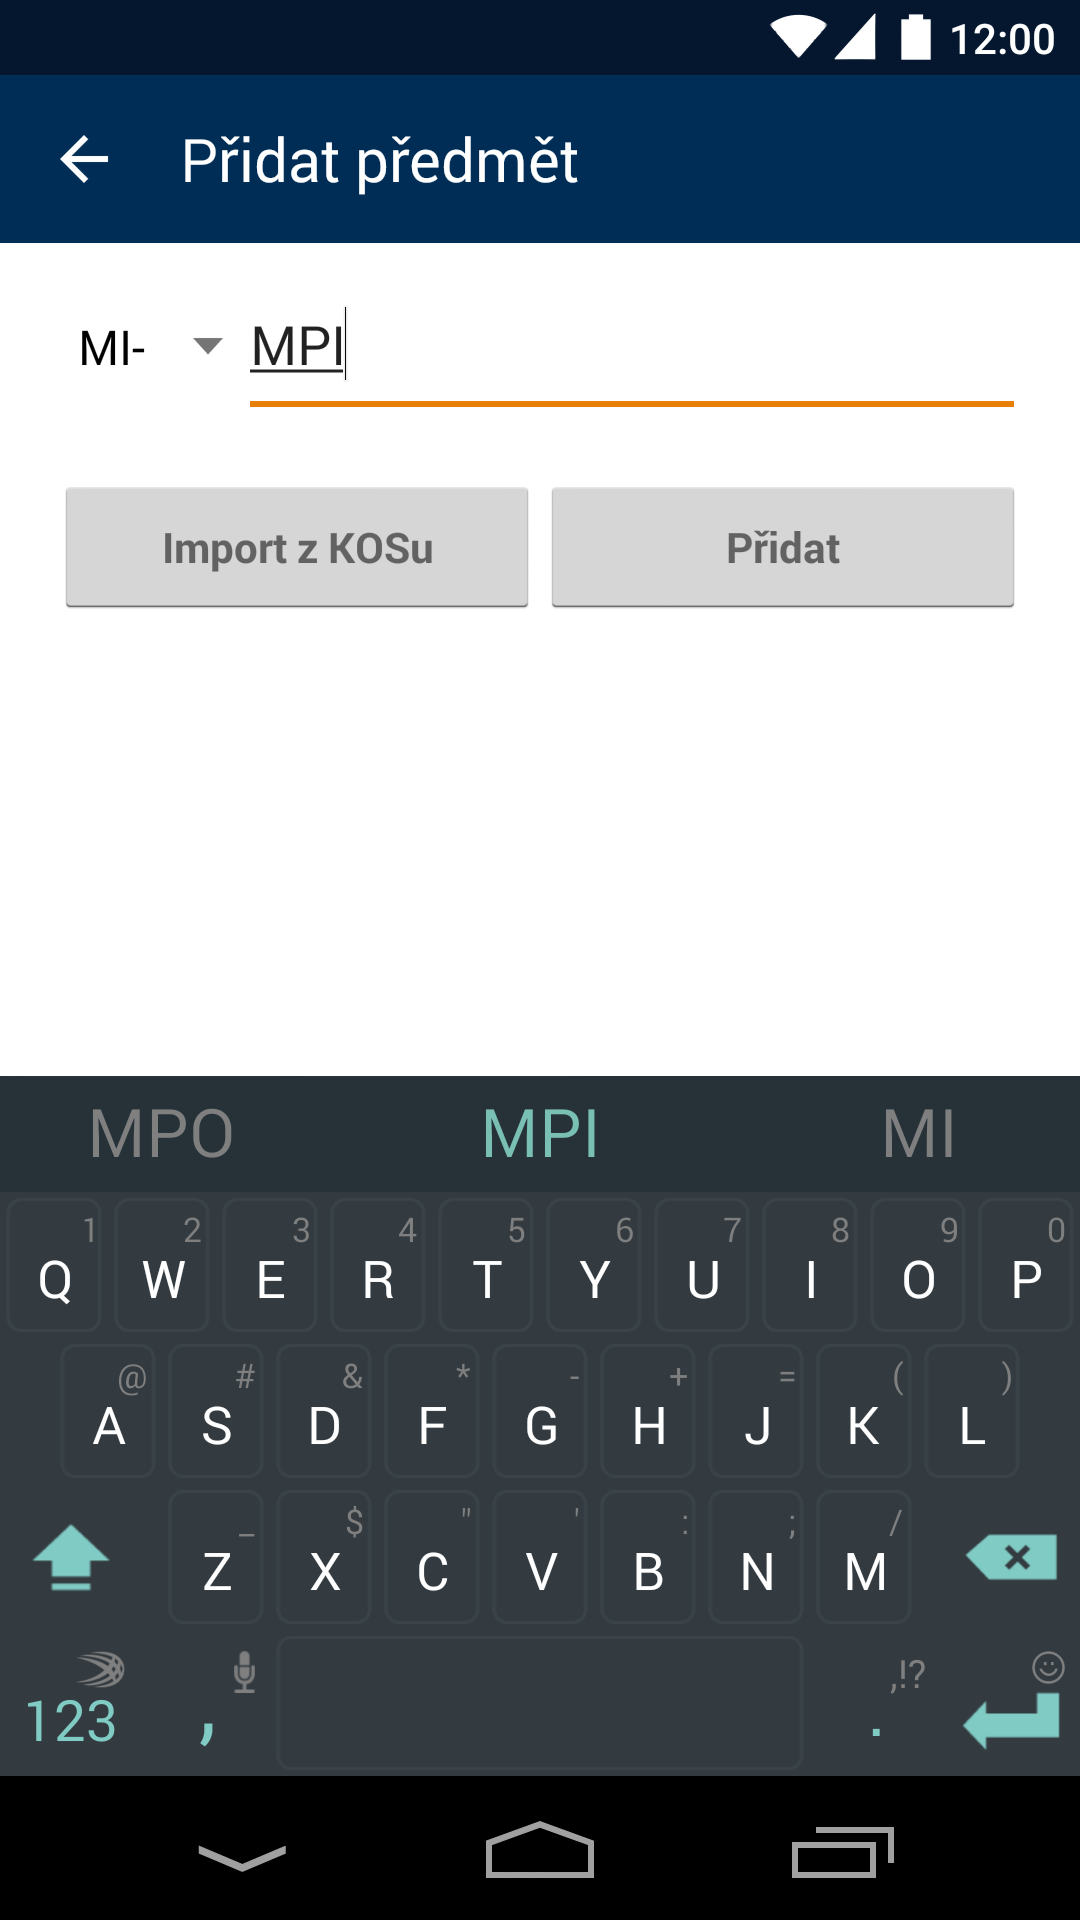 12:00
Přidat předmět
MI- MPI
Import z KOSu Přidat
MPO MPI MI
1 2 3 4 5 6 7 8 9 0
Q W E R T Y U I O P
@ # & * - + = ( )
A S D F G H J K L
_ $ " ' : ; /
Z X C V B N M
,!?
123 , .